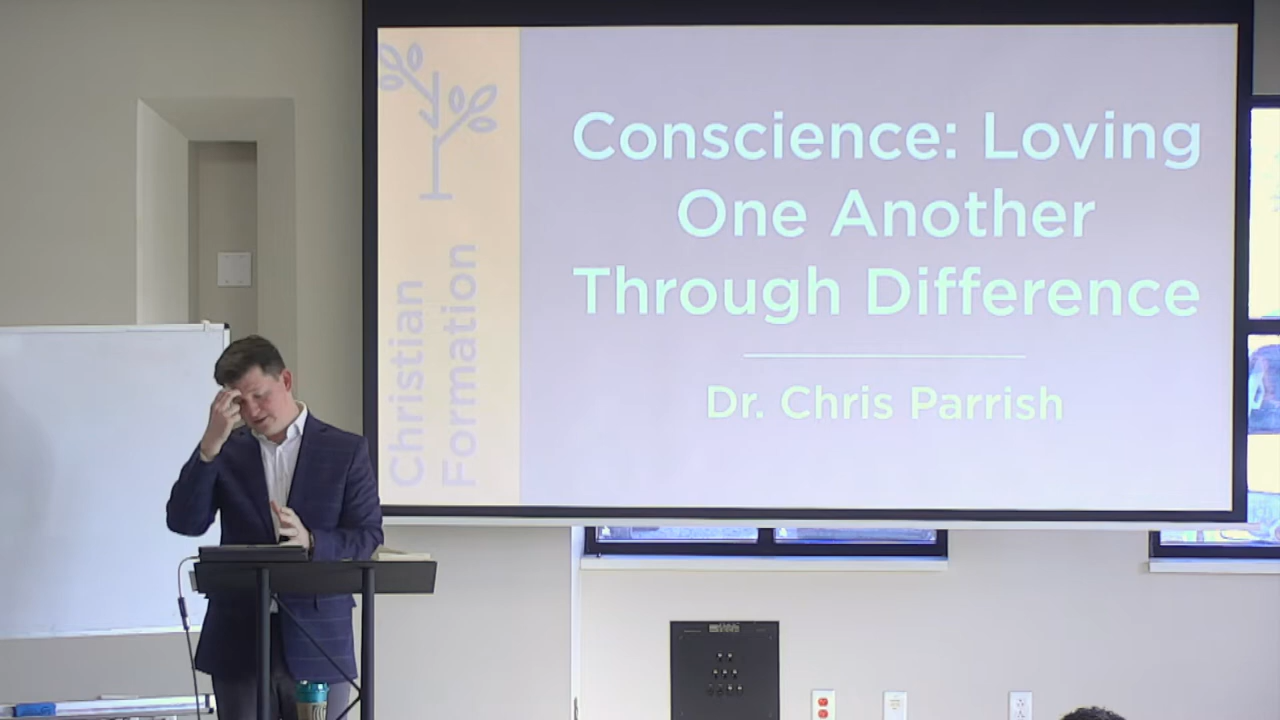 Christian
Formation
Conscience: Loving
One Another
Through Difference
Dr. Chris Parrish